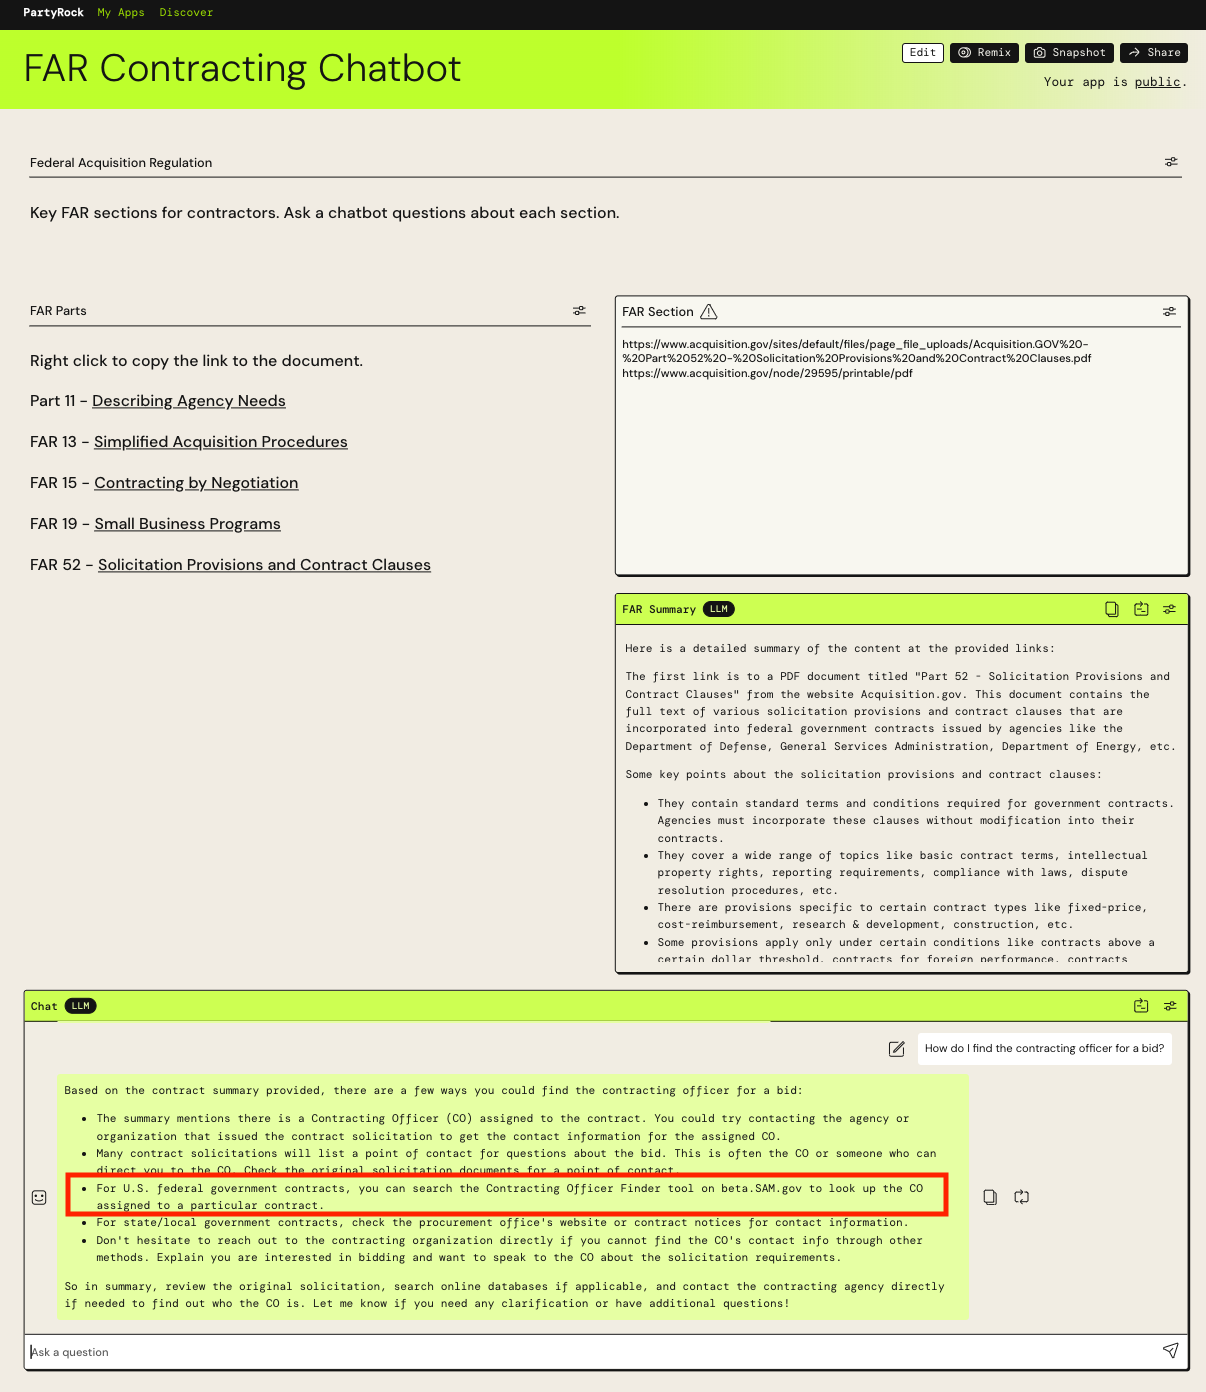 PartyRock My Apps Discover
FAR Contracting Chatbot
Edit Remix Snapshot Share
Your app is public.
Federal Acquisition Regulation
Key FAR sections for contractors. Ask a chatbot questions about each section.
FAR Parts
Right click to copy the link to the document.
Part 11 - Describing Agency Needs
FAR 13 - Simplified Acquisition Procedures
FAR 15 - Contracting by Negotiation
FAR 19 - Small Business Programs
FAR 52 - Solicitation Provisions and Contract Clauses
FAR Section
https://www.acquisition.gov/sites/default/files/page_file_uploads/Acquisition.GOV%20-
%20Part%2052%20-%20Solicitation%20Provisions%20and%20Contract%20Clauses.pdf
https://www.acquisition.gov/node/29595/printable/pdf
FAR Summary LLM
Here is a detailed summary of the content at the provided links:
The first link is to a PDF document titled "Part 52 - Solicitation Provisions and
Contract Clauses" from the website Acquisition.gov. This document contains the
full text of various solicitation provisions and contract clauses that are
incorporated into federal government contracts issued by agencies like the
Department of Defense, General Services Administration, Department of Energy, etc.
Some key points about the solicitation provisions and contract clauses:
• They contain standard terms and conditions required for government contracts.
Agencies must incorporate these clauses without modification into their
contracts.
• They cover a wide range of topics like basic contract terms, intellectual
property rights, reporting requirements, compliance with laws, dispute
resolution procedures, etc.
• There are provisions specific to certain contract types like fixed-price,
cost-reimbursement, research & development, construction, etc.
• Some provisions apply only under certain conditions like contracts above a
certain dollar threshold, contracts for foreign performance, contracts
Chat LLM
How do I find the contracting officer for a bid?
Based on the contract summary provided, there are a few ways you could find the contracting officer for a bid:
• The summary mentions there is a Contracting Officer (CO) assigned to the contract. You could try contacting the agency or
organization that issued the contract solicitation to get the contact information for the assigned CO.
• Many contract solicitations will list a point of contact for questions about the bid. This is often the CO or someone who can
direct you to the CO. Check the original solicitation documents for a point of contact.
• For U.S. federal government contracts, you can search the Contracting Officer Finder tool on beta.SAM.gov to look up the CO
assigned to a particular contract.
• For state/local government contracts, check the procurement office's website or contract notices for contact information.
• Don't hesitate to reach out to the contracting organization directly if you cannot find the CO's contact info through other
methods. Explain you are interested in bidding and want to speak to the CO about the solicitation requirements.
So in summary, review the original solicitation, search online databases if applicable, and contact the contracting agency directly
if needed to find out who the CO is. Let me know if you need any clarification or have additional questions!
Ask a question